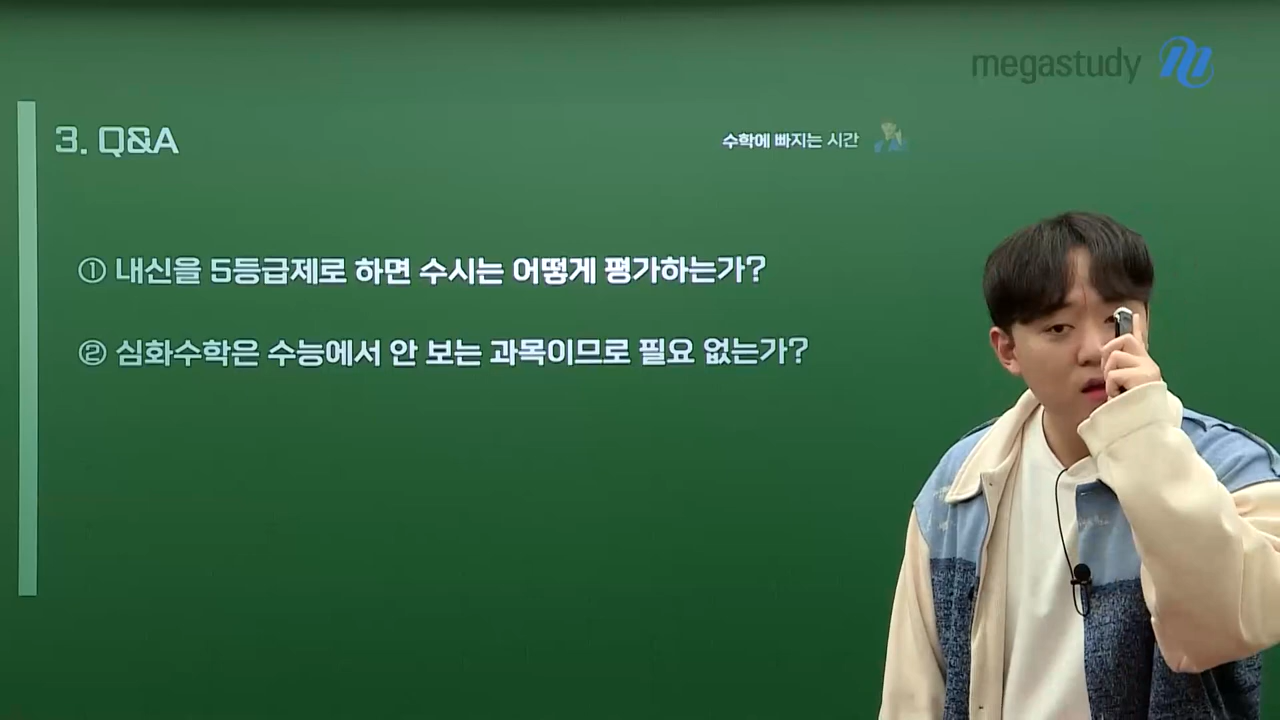 megastudy
3. Q&A
수학에 빠지는 시간
① 내신을 5등급제로 하면 수시는 어떻게 평가하는가?
② 심화수학은 수능에서 안 보는 과목이므로 필요 없는가?